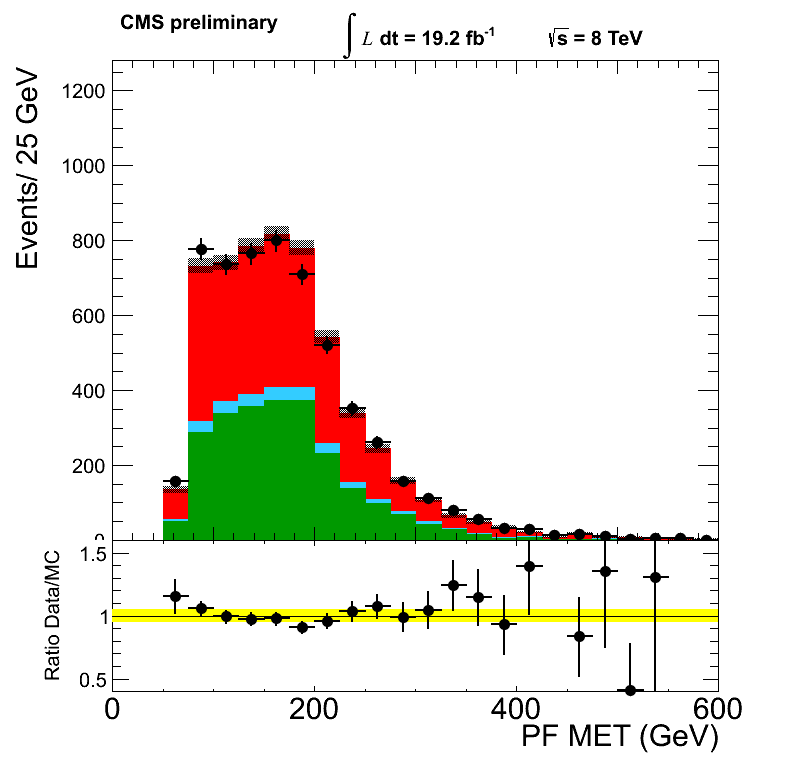 CMS preliminary
∫ L dt = 19.2 fb⁻¹
√s = 8 TeV
Events/ 25 GeV
1200
1000
800
600
400
200
0
Ratio Data/MC
1.5
1
0.5
0 200 400 600
PF MET (GeV)